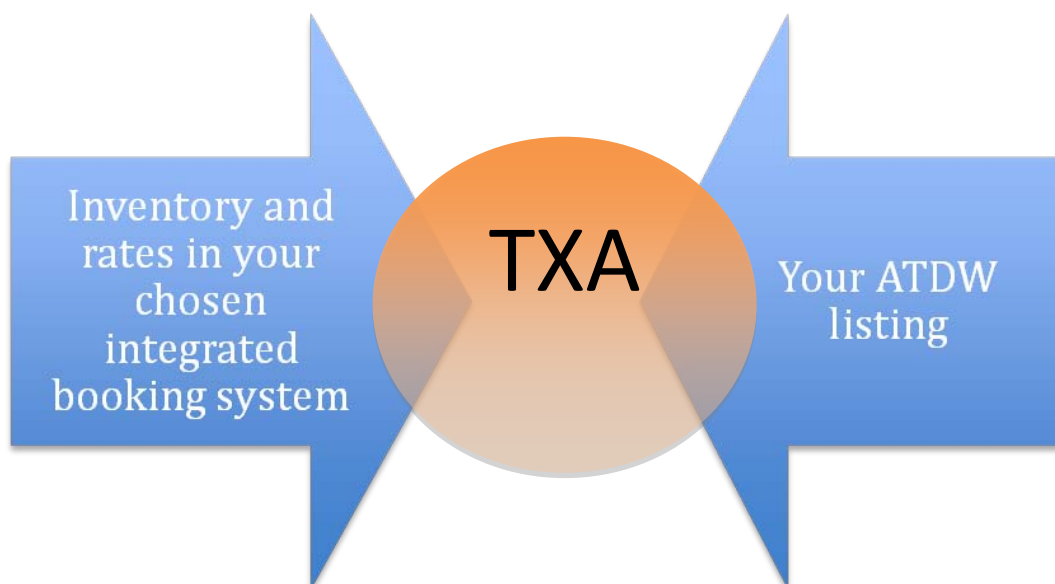 Inventory and
rates in your
chosen
integrated
booking system
TXA
Your ATDW
listing